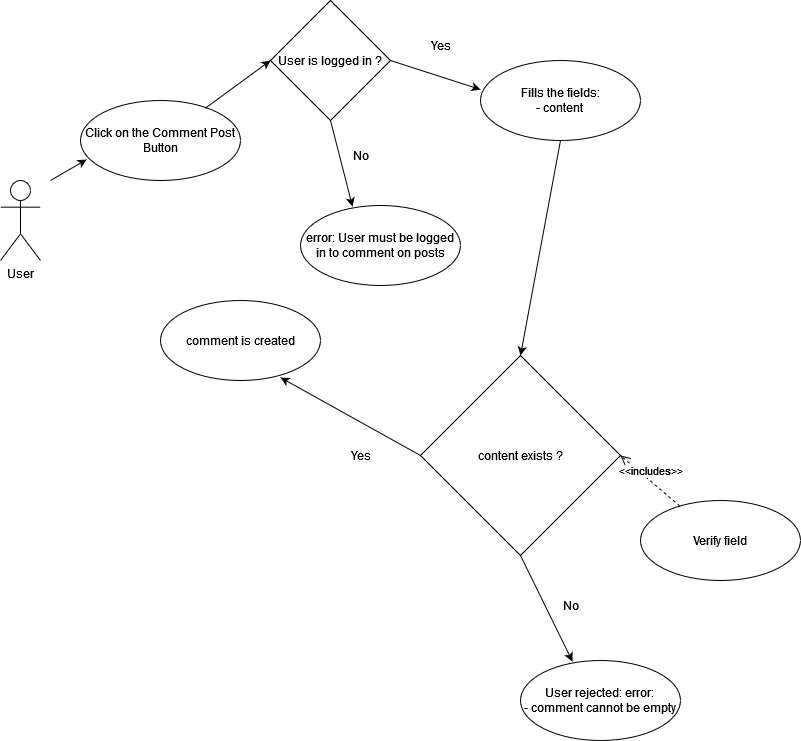 User is logged in ?
Yes
Fills the fields:
- content
Click on the Comment Post
Button
No
User
error: User must be logged
in to comment on posts
comment is created
Yes
content exists ?
<<includes>>
Verify field
No
User rejected: error:
- comment cannot be empty